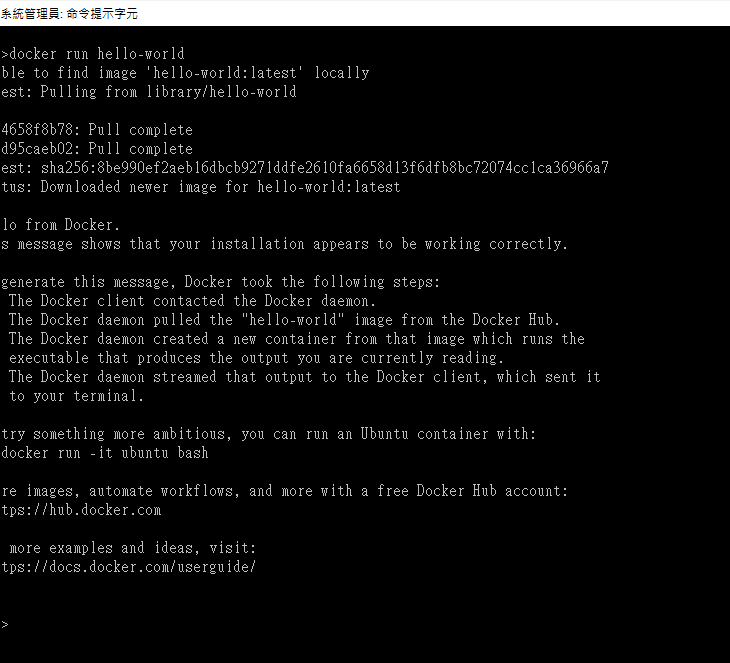 系統管理員: 命令提示字元
>docker run hello-world
ble to find image 'hello-world:latest' locally
est: Pulling from library/hello-world
4658f8b78: Pull complete
d95caeb02: Pull complete
est: sha256:8be990ef2aeb16dbcb9271ddfe2610fa6658d13f6dfb8bc72074cc1ca36966a7
tus: Downloaded newer image for hello-world:latest
lo from Docker.
s message shows that your installation appears to be working correctly.
generate this message, Docker took the following steps:
The Docker client contacted the Docker daemon.
The Docker daemon pulled the "hello-world" image from the Docker Hub.
The Docker daemon created a new container from that image which runs the
executable that produces the output you are currently reading.
The Docker daemon streamed that output to the Docker client, which sent it
to your terminal.
try something more ambitious, you can run an Ubuntu container with:
docker run -it ubuntu bash
re images, automate workflows, and more with a free Docker Hub account:
tps://hub.docker.com
more examples and ideas, visit:
tps://docs.docker.com/userguide/
>